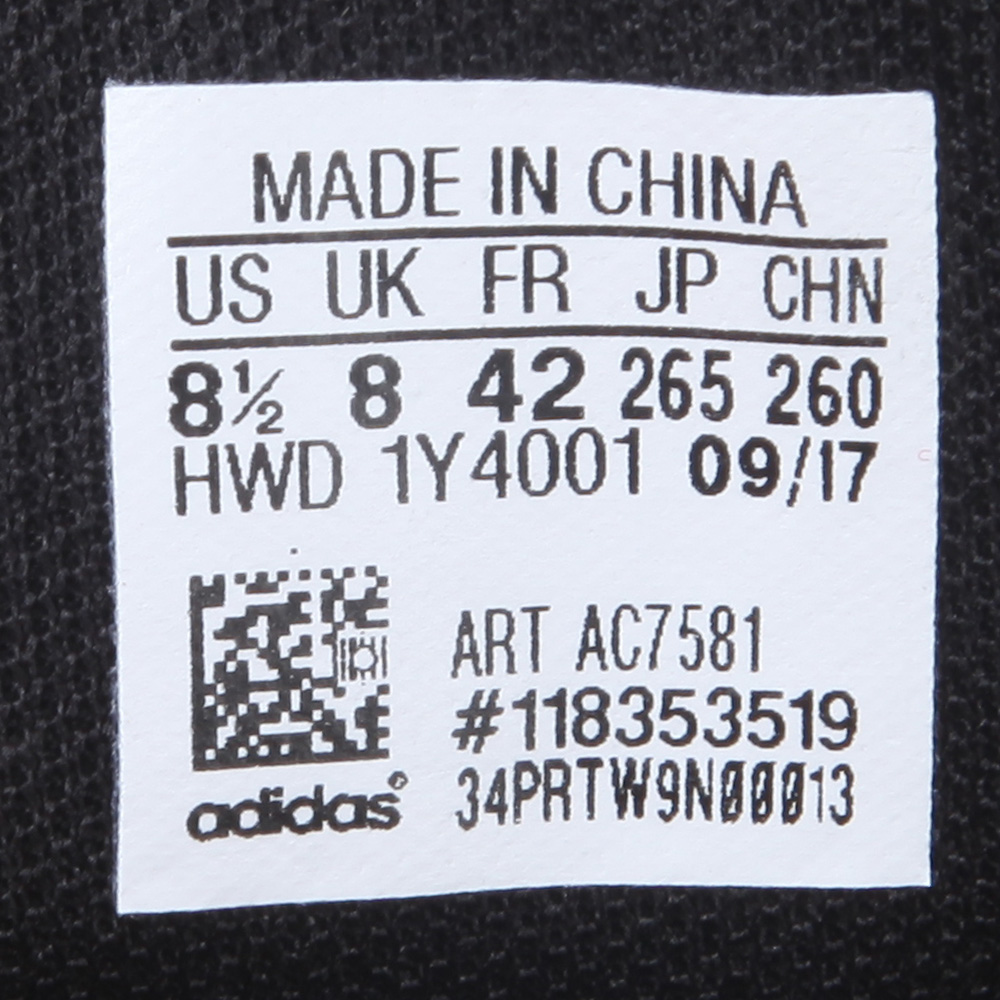 MADE IN CHINA
US UK FR JP CHN
8½ 8 42 265 260
HWD 1Y4001 09/17
ART AC7581
#118353519
adidas® 34PRTW9N00013